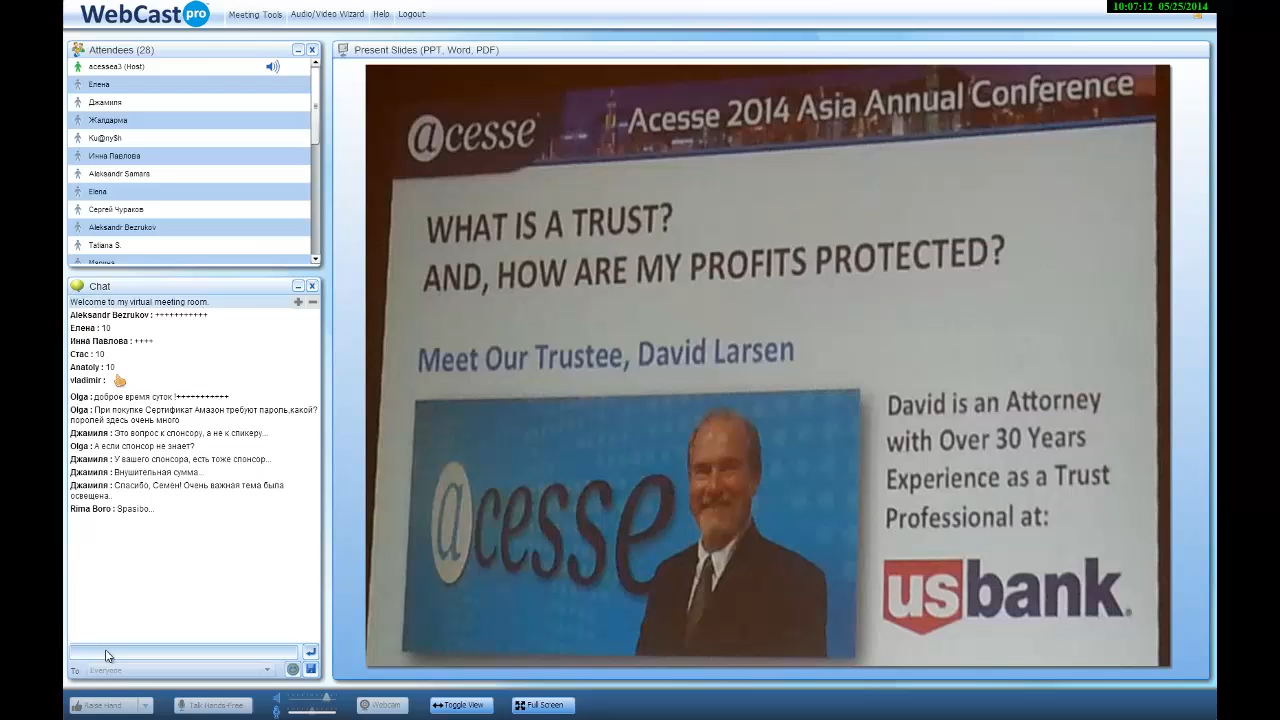 WebCast pro
Meeting Tools
Audio/Video Wizard
Help
Logout
10:07:12 05/25/2014
Attendees (28)
acessea3 (Host)
Елена
Джамиля
Жалдарма
Ku@ny$h
Инна Павлова
Aleksandr Samara
Elena
Сергей Чураков
Aleksandr Bezrukov
Tatiana S.
Chat
Welcome to my virtual meeting room.
Aleksandr Bezrukov : +++++++++++
Елена : 10
Инна Павлова : ++++
Стас : 10
Anatoly : 10
vladimir :
Olga : доброе время суток !+++++++++++
Olga : При покупке Сертификат Амазон требуют пароль,какой?
поролей здесь очень много
Джамиля : Это вопрос к спонсору, а не к спикеру...
Olga : А если спонсор не знает?
Джамиля : У вашего спонсора, есть тоже спонсор...
Джамиля : Внушительная сумма...
Джамиля : Спасибо, Семен! Очень важная тема была
освещена..
Rima Boro : Spasibo...
To
Everyone
Present Slides (PPT, Word, PDF)
@cesse
Acesse 2014 Asia Annual Conference
WHAT IS A TRUST?
AND, HOW ARE MY PROFITS PROTECTED?
Meet Our Trustee, David Larsen
@cesse
David is an Attorney
with Over 30 Years
Experience as a Trust
Professional at:
usbank.
Raise Hand
Talk Hands-Free
Webcam
Toggle View
Full Screen